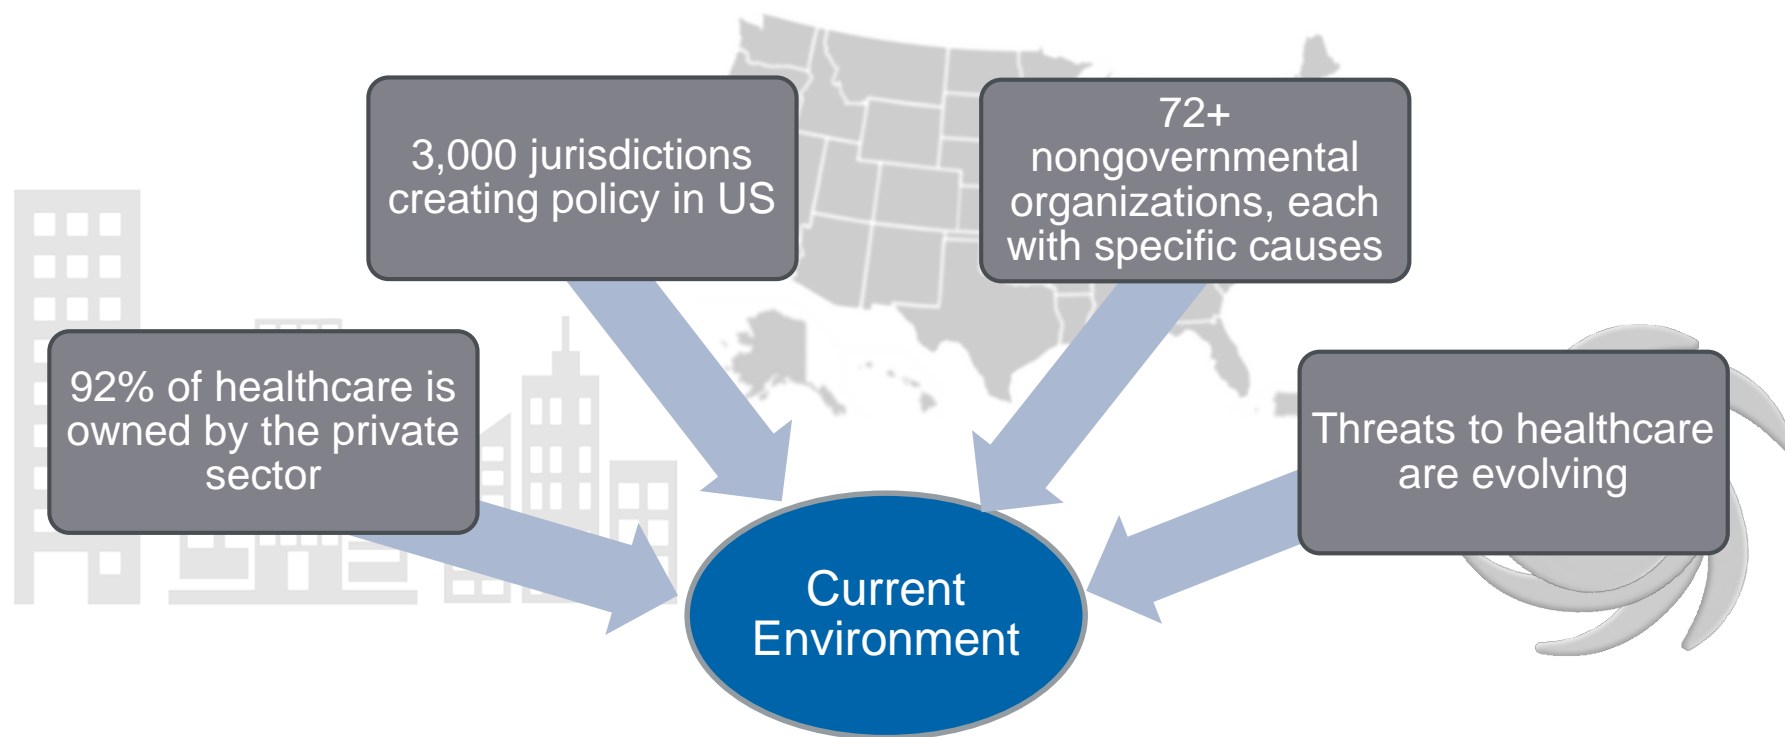 3,000 jurisdictions
creating policy in US
72+
nongovernmental
organizations, each
with specific causes
92% of healthcare is
owned by the private
sector
Threats to healthcare
are evolving
Current
Environment